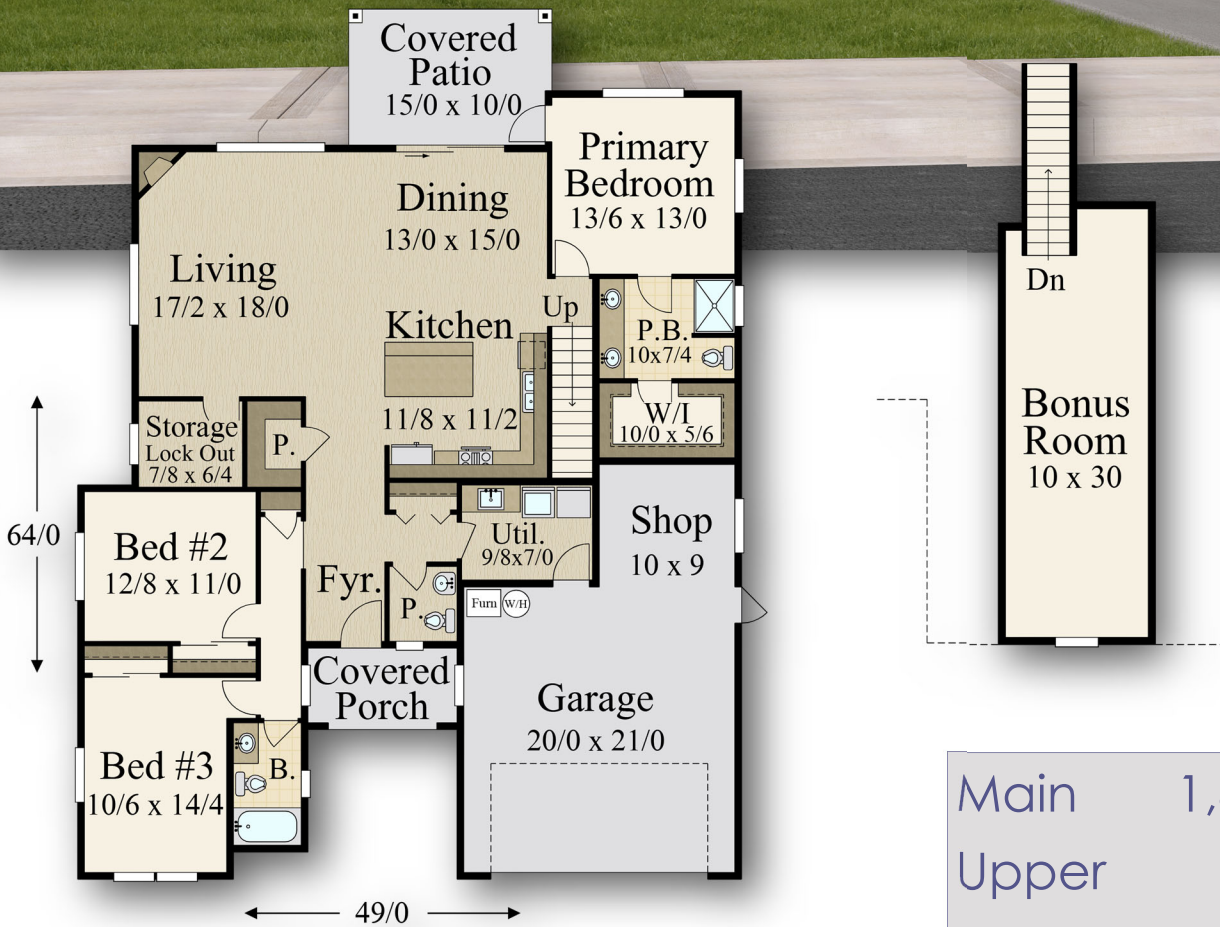 Covered
Patio
15/0 x 10/0
Primary
Bedroom
13/6 x 13/0
Dining
13/0 x 15/0
Living
17/2 x 18/0
Dn
Up
Kitchen
P.B.
10x7/4
11/8 x 11/2
W/I
10/0 x 5/6
Bonus
Room
10 x 30
Storage
Lock Out
7/8 x 6/4
P.
64/0
Bed #2
12/8 x 11/0
Util.
9/8x7/0
Shop
10 x 9
Fyr.
P.
Furn
W/H
Covered
Porch
Garage
20/0 x 21/0
Bed #3
10/6 x 14/4
B.
49/0
Main 1,
Upper